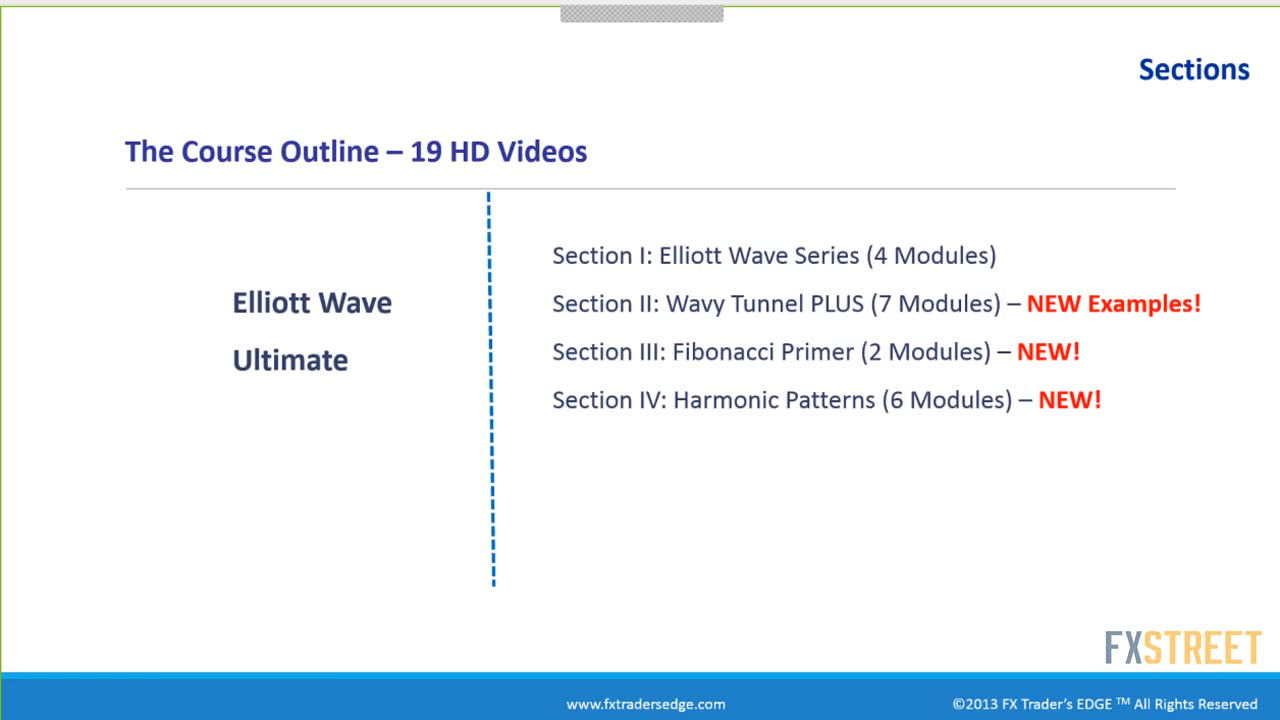 Sections
The Course Outline – 19 HD Videos
Elliott Wave
Ultimate
Section I: Elliott Wave Series (4 Modules)
Section II: Wavy Tunnel PLUS (7 Modules) – NEW Examples!
Section III: Fibonacci Primer (2 Modules) – NEW!
Section IV: Harmonic Patterns (6 Modules) – NEW!
FXSTREET
www.fxtradersedge.com
©2013 FX Trader’s EDGE ™ All Rights Reserved